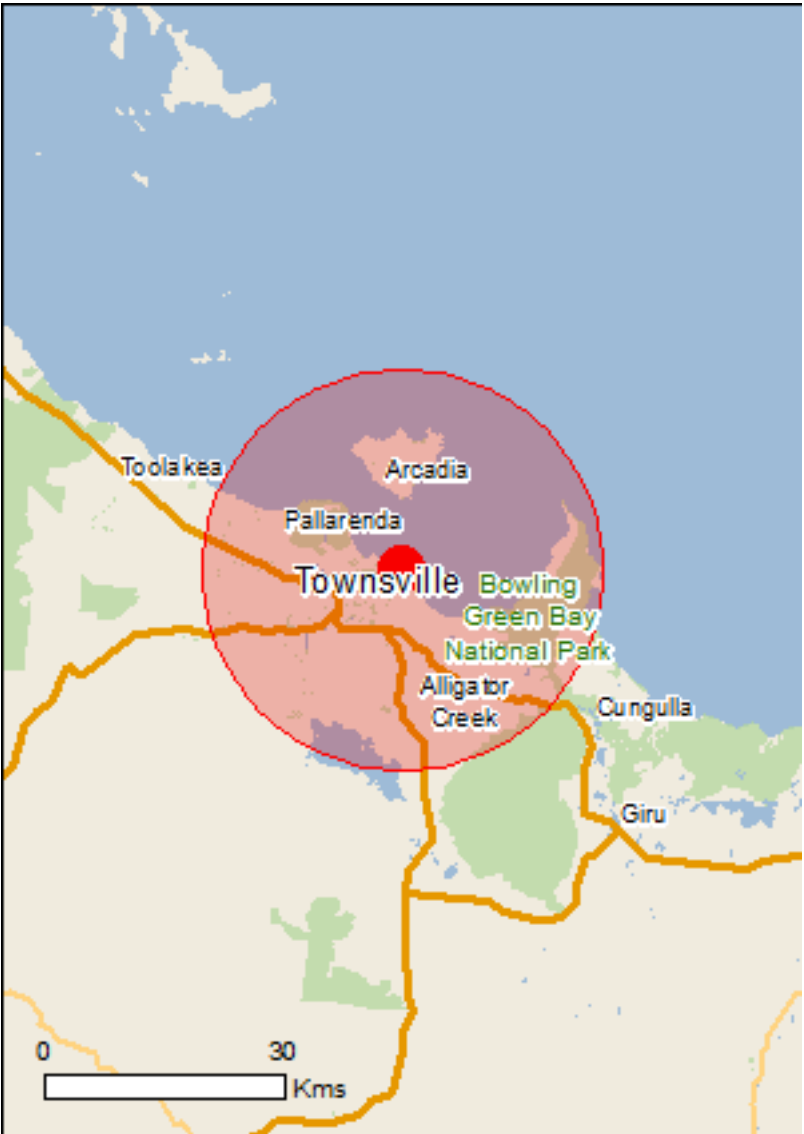 Toolakea
Arcadia
Pallarenda
Townsville
Bowling
Green Bay
National Park
Alligator
Creek
Cungulla
Giru
0 30
Kms